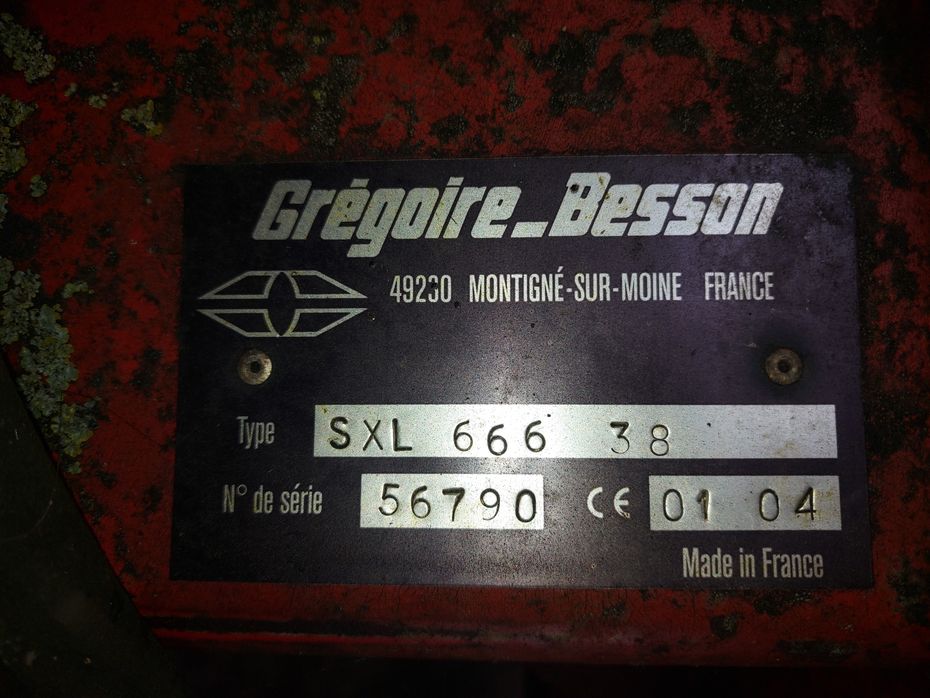 Grégoire_Besson
49230 MONTIGNÉ-SUR-MOINE FRANCE
Type SXL 666 38
N° de série 56790 CE 01 04
Made in France